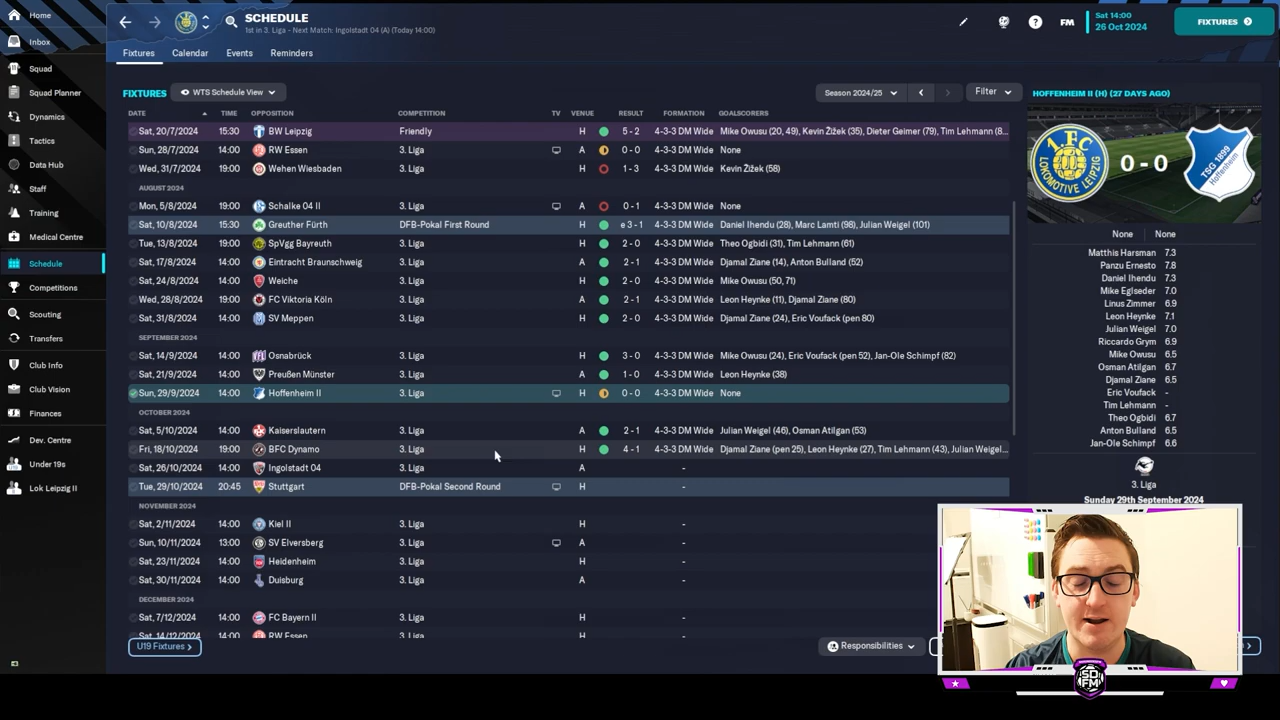 Home
SCHEDULE
1st in 3. Liga - Next Match: Ingolstadt 04 (A) (Today 14:00)
FM
Sat 14:00
26 Oct 2024
FIXTURES
Inbox
Squad
Squad Planner
Dynamics
Tactics
Data Hub
Staff
Training
Medical Centre
Schedule
Competitions
Scouting
Transfers
Club Info
Club Vision
Finances
Dev. Centre
Under 19s
Lok Leipzig II
Fixtures Calendar Events Reminders
FIXTURES WTS Schedule View Season 2024/25 Filter
DATE TIME OPPOSITION COMPETITION TV VENUE RESULT FORMATION GOALSCORERS
Sat, 20/7/2024 15:30 BW Leipzig Friendly H 5 - 2 4-3-3 DM Wide Mike Owusu (20, 49), Kevin Žižek (35), Dieter Geimer (79), Tim Lehmann (8...
Sun, 28/7/2024 14:00 RW Essen 3. Liga A 0 - 0 4-3-3 DM Wide None
Wed, 31/7/2024 19:00 Wehen Wiesbaden 3. Liga H 1 - 3 4-3-3 DM Wide Kevin Žižek (58)
AUGUST 2024
Mon, 5/8/2024 19:00 Schalke 04 II 3. Liga A 0 - 1 4-3-3 DM Wide None
Sat, 10/8/2024 15:30 Greuther Fürth DFB-Pokal First Round H e 3 - 1 4-3-3 DM Wide Daniel Ihendu (28), Marc Lamti (98), Julian Weigel (101)
Tue, 13/8/2024 19:00 SpVgg Bayreuth 3. Liga H 2 - 0 4-3-3 DM Wide Theo Ogbidi (31), Tim Lehmann (61)
Sat, 17/8/2024 14:00 Eintracht Braunschweig 3. Liga A 2 - 1 4-3-3 DM Wide Djamal Ziane (14), Anton Bulland (52)
Sat, 24/8/2024 14:00 Weiche 3. Liga H 2 - 0 4-3-3 DM Wide Mike Owusu (50, 71)
Wed, 28/8/2024 19:00 FC Viktoria Köln 3. Liga A 2 - 1 4-3-3 DM Wide Leon Heynke (11), Djamal Ziane (80)
Sat, 31/8/2024 14:00 SV Meppen 3. Liga H 2 - 0 4-3-3 DM Wide Djamal Ziane (24), Eric Voufack (pen 80)
SEPTEMBER 2024
Sat, 14/9/2024 14:00 Osnabrück 3. Liga H 3 - 0 4-3-3 DM Wide Mike Owusu (24), Eric Voufack (pen 52), Jan-Ole Schimpf (82)
Sat, 21/9/2024 14:00 Preußen Münster 3. Liga A 1 - 0 4-3-3 DM Wide Leon Heynke (38)
Sun, 29/9/2024 14:00 Hoffenheim II 3. Liga H 0 - 0 4-3-3 DM Wide None
OCTOBER 2024
Sat, 5/10/2024 14:00 Kaiserslautern 3. Liga A 2 - 1 4-3-3 DM Wide Julian Weigel (46), Osman Atilgan (53)
Fri, 18/10/2024 19:00 BFC Dynamo 3. Liga H 4 - 1 4-3-3 DM Wide Djamal Ziane (pen 25), Leon Heynke (27), Tim Lehmann (43), Julian Weigel...
Sat, 26/10/2024 14:00 Ingolstadt 04 3. Liga A -
Tue, 29/10/2024 20:45 Stuttgart DFB-Pokal Second Round H -
NOVEMBER 2024
Sat, 2/11/2024 14:00 Kiel II 3. Liga H -
Sun, 10/11/2024 13:00 SV Elversberg 3. Liga A -
Sat, 23/11/2024 14:00 Heidenheim 3. Liga H -
Sat, 30/11/2024 14:00 Duisburg 3. Liga A -
DECEMBER 2024
Sat, 7/12/2024 14:00 FC Bayern II 3. Liga H -
Sat, 14/12/2024 14:00 RW Essen 3. Liga H -
U19 Fixtures Responsibilities
HOFFENHEIM II (H) (27 DAYS AGO)
1.FC LOKOMOTIVE LEIPZIG 0 - 0 TSG 1899 Hoffenheim
None None
Matthis Harsman 7.3
Panzu Ernesto 7.8
Daniel Ihendu 7.3
Mike Eglseder 7.0
Linus Zimmer 6.9
Leon Heynke 7.1
Julian Weigel 7.0
Riccardo Grym 6.9
Mike Owusu 6.5
Osman Atilgan 6.7
Djamal Ziane 6.5
Eric Voufack -
Tim Lehmann -
Theo Ogbidi 6.7
Anton Bulland 6.5
Jan-Ole Schimpf 6.6
3. Liga
Sunday 29th September 2024
SD
FM